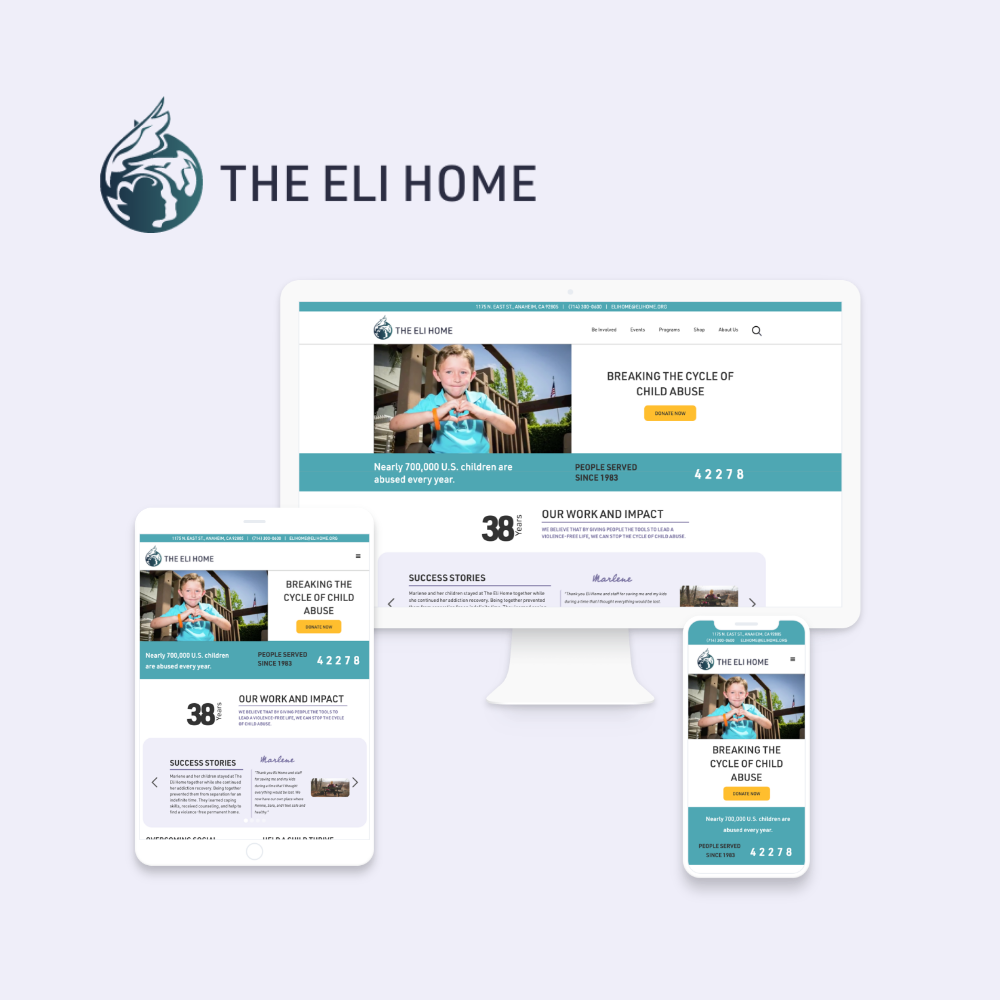 THE ELI HOME
1175 N. EAST ST., ANAHEIM, CA 92805 | (714) 300-0600 | ELIHOME@ELIHOME.ORG
THE ELI HOME
Be Involved Events Programs Shop About Us
BREAKING THE CYCLE OF
CHILD ABUSE
DONATE NOW
Nearly 700,000 U.S. children are
abused every year.
PEOPLE SERVED
SINCE 1983
42278
38 Years
OUR WORK AND IMPACT
WE BELIEVE THAT BY GIVING PEOPLE THE TOOLS TO LEAD A
VIOLENCE-FREE LIFE, WE CAN STOP THE CYCLE OF CHILD ABUSE.
SUCCESS STORIES
Marlene and her children stayed at The Eli Home together while
she continued her addiction recovery. Being together prevented
Marlene
"Thank you Eli Home and staff for saving me and my kids
during a time that I thought everything would be lost.
1175 N. EAST ST., ANAHEIM, CA 92805 | (714) 300-0600 | ELIHOME@ELIHOME.ORG
THE ELI HOME
BREAKING THE
CYCLE OF CHILD
ABUSE
DONATE NOW
Nearly 700,000 U.S. children
are abused every year.
PEOPLE SERVED
SINCE 1983
42278
38 Years
OUR WORK AND IMPACT
WE BELIEVE THAT BY GIVING PEOPLE THE TOOLS TO
LEAD A VIOLENCE-FREE LIFE, WE CAN STOP THE CYCLE
OF CHILD ABUSE.
SUCCESS STORIES
Marlene and her children stayed at The
Eli Home together while she continued
her addiction recovery. Being together
prevented them from separation for an
indefinite time. They learned coping
skills, received counseling, and help to
find a violence-free permanent home.
Marlene
"Thank you Eli Home and staff
for saving me and my kids
during a time that I thought
everything would be lost. We
now have our own place where
safe and
OVERCOMING SOCIAL
HELP A CHILD THRIVE
1175 N. EAST ST., ANAHEIM, CA 92805
(714) 300-0600 ELIHOME@ELIHOME.ORG
THE ELI HOME
BREAKING THE
CYCLE OF CHILD
ABUSE
DONATE NOW
Nearly 700,000 U.S. children are
abused every year.
PEOPLE SERVED
SINCE 1983
42278